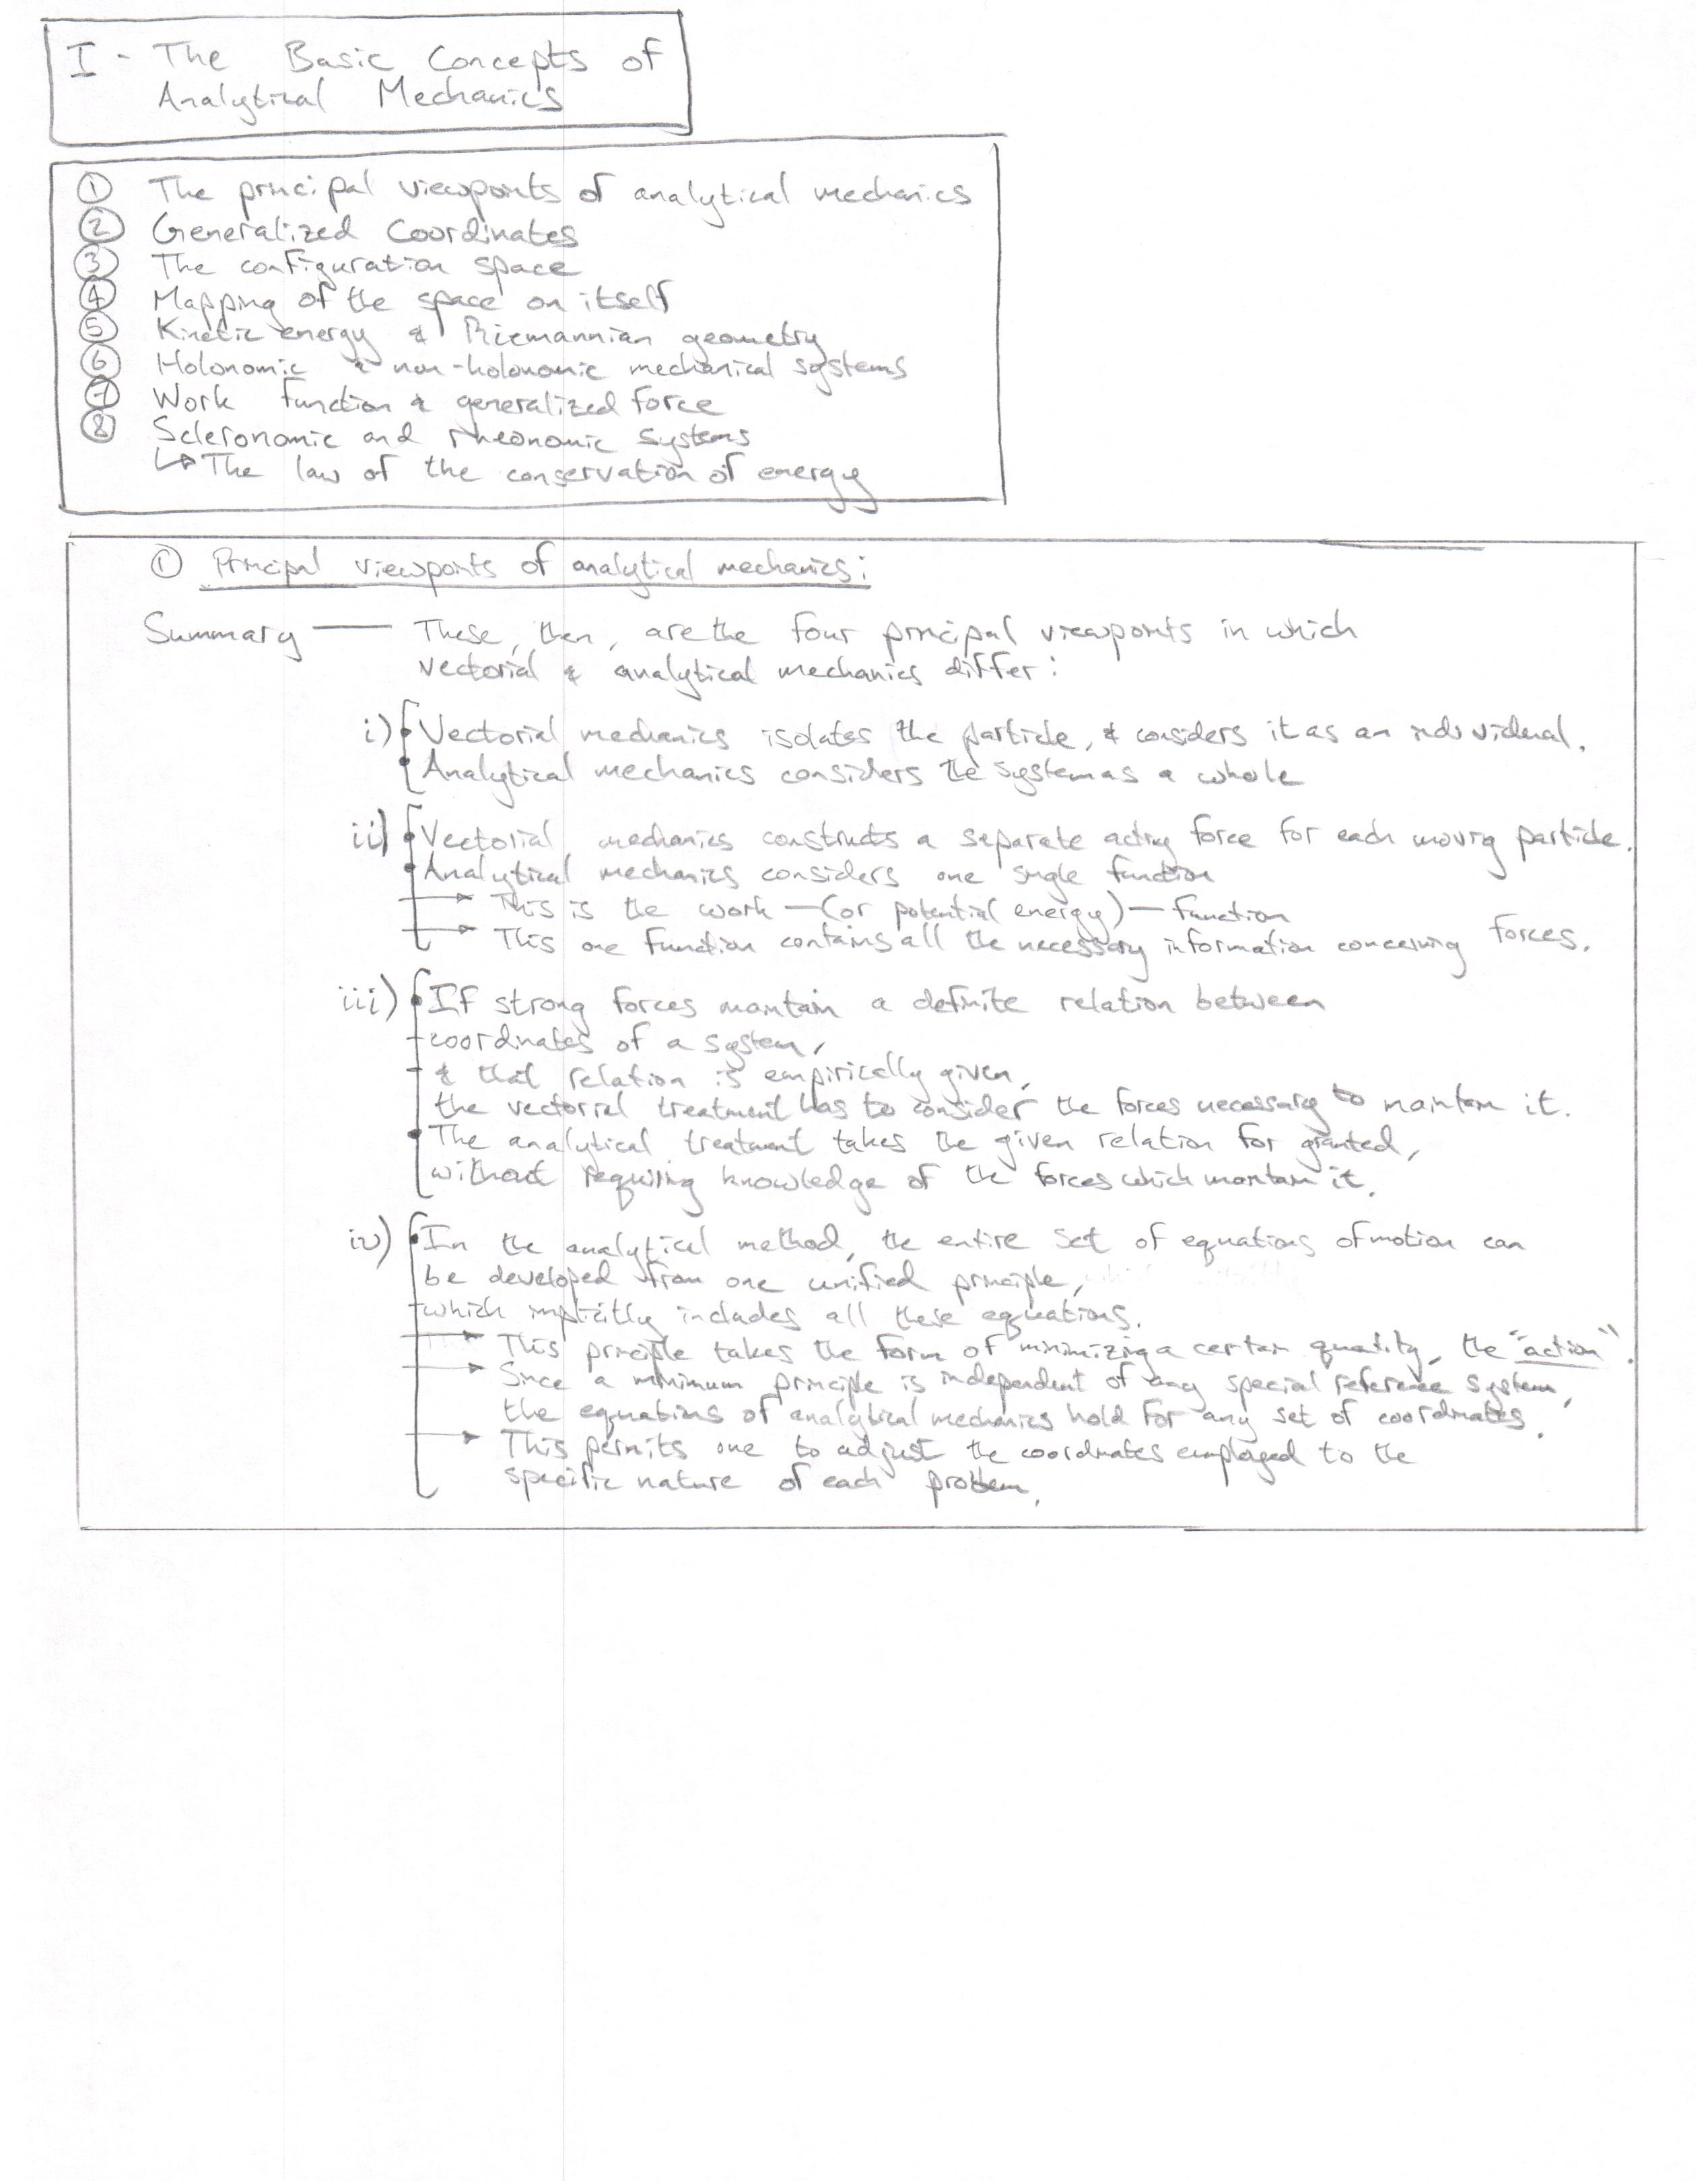 I - The Basic Concepts of
Analytical Mechanics
① The principal viewpoints of analytical mechanics
② Generalized Coordinates
③ The configuration space
④ Mapping of the space on itself
⑤ Kinetic energy & Riemannian geometry
⑥ Holonomic & non-holonomic mechanical systems
⑦ Work function & generalized force
⑧ Scleronomic and rheonomic systems
↳ The law of the conservation of energy
① Principal viewpoints of analytical mechanics:
Summary — These, then, are the four principal viewpoints in which
vectorial & analytical mechanics differ:
i) • Vectorial mechanics isolates the particle, & considers it as an individual.
• Analytical mechanics considers the system as a whole
ii) • Vectorial mechanics constructs a separate acting force for each moving particle.
• Analytical mechanics considers one single function
→ This is the work — (or potential energy) — function
→ This one function contains all the necessary information concerning forces.
iii) • If strong forces maintain a definite relation between
coordinates of a system,
& that relation is empirically given,
the vectorial treatment has to consider the forces necessary to maintain it.
• The analytical treatment takes the given relation for granted,
without requiring knowledge of the forces which maintain it.
iv) • In the analytical method, the entire set of equations of motion can
be developed from one unified principle,
which implicitly includes all these equations.
→ This principle takes the form of minimizing a certain quantity, the "action".
→ Since a minimum principle is independent of any special reference system,
the equations of analytical mechanics hold for any set of coordinates.
→ This permits one to adjust the coordinates employed to the
specific nature of each problem.